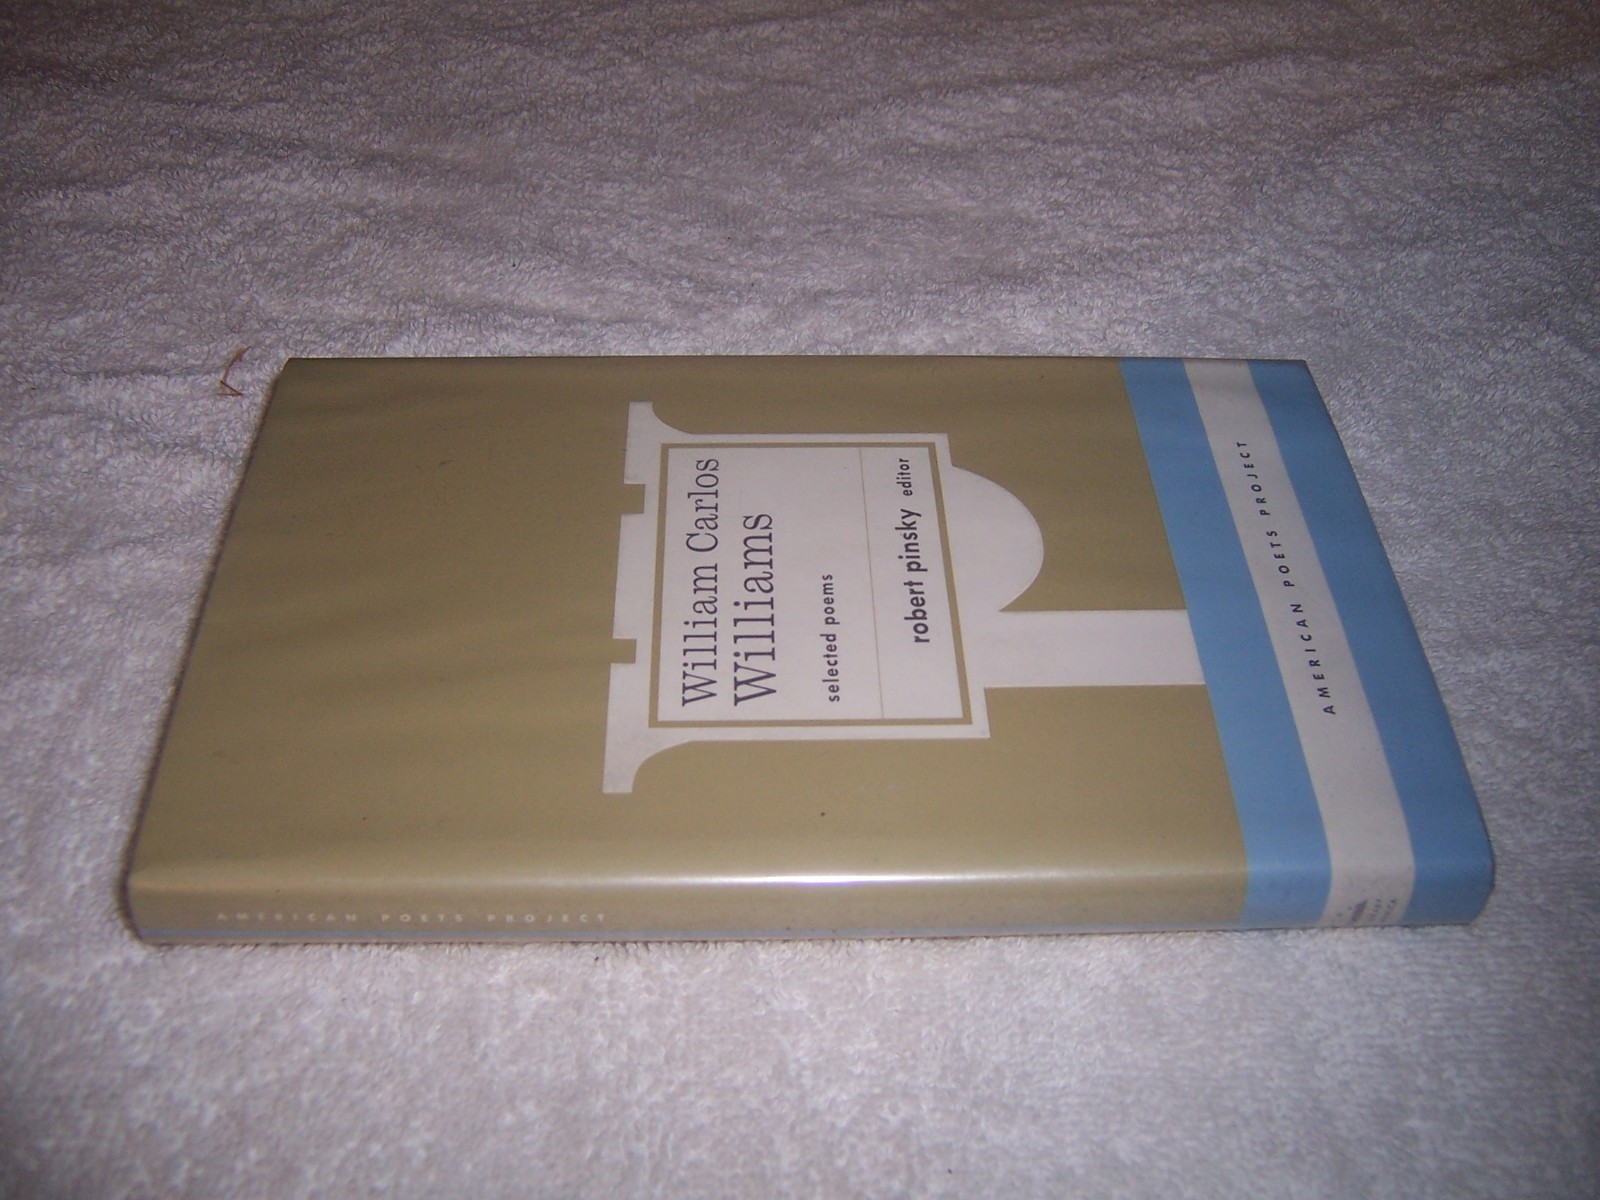 William Carlos
Williams
selected poems
robert pinsky editor
AMERICAN POETS PROJECT
AMERICAN POETS PROJECT